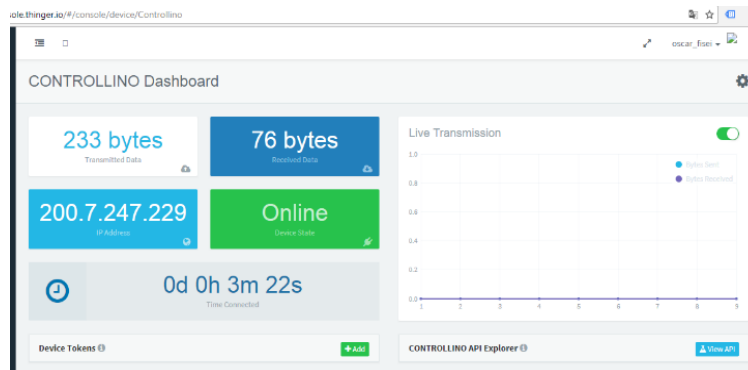 ole.thinger.io/#/console/device/Controllino
oscar_fisei
CONTROLLINO Dashboard
233 bytes
Transmitted Data
76 bytes
Received Data
200.7.247.229
IP Address
Online
Device State
0d 0h 3m 22s
Time Connected
Live Transmission
1.0
0.8
0.6
0.4
0.2
0.0
1 2 3 4 5 6 7 8 9
Bytes Sent
Bytes Received
Device Tokens
+ Add
CONTROLLINO API Explorer
View API